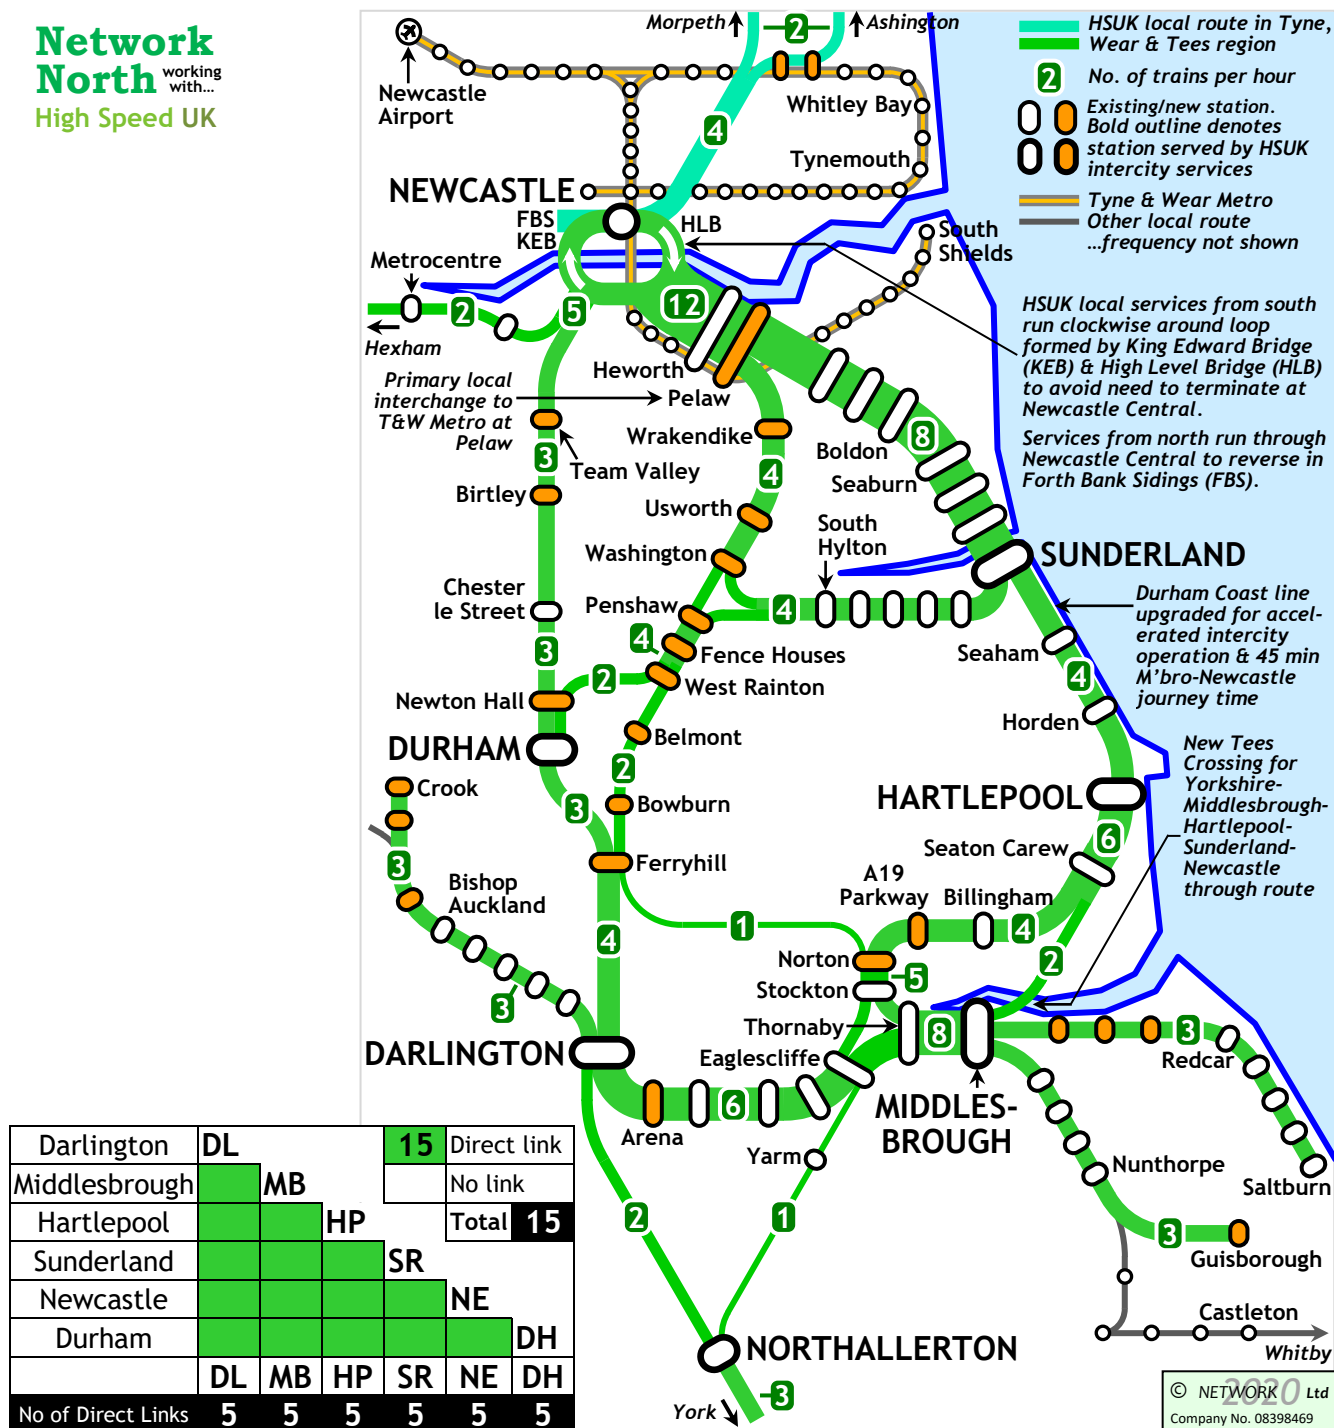 Network
North working
with...
High Speed UK
Morpeth
2
Ashington
HSUK local route in Tyne,
Wear & Tees region
2 No. of trains per hour
Existing/new station.
Bold outline denotes
station served by HSUK
intercity services
Tyne & Wear Metro
Other local route
...frequency not shown
Newcastle
Airport
Whitley Bay
4
Tynemouth
NEWCASTLE
FBS
KEB
HLB
South
Shields
Metrocentre
2
5
12
Hexham
HSUK local services from south
run clockwise around loop
formed by King Edward Bridge
(KEB) & High Level Bridge (HLB)
to avoid need to terminate at
Newcastle Central.
Services from north run through
Newcastle Central to reverse in
Forth Bank Sidings (FBS).
Heworth
Primary local
interchange to
T&W Metro at
Pelaw
Pelaw
Wrakendike
Boldon
8
3
Team Valley
4
Seaburn
Birtley
Usworth
South
Hylton
Washington
SUNDERLAND
Chester
le Street
Penshaw
4
Durham Coast line
upgraded for accel-
erated intercity
operation & 45 min
M'bro-Newcastle
journey time
4
3
Fence Houses
Seaham
2
West Rainton
4
Newton Hall
Horden
Belmont
DURHAM
2
New Tees
Crossing for
Yorkshire-
Middlesbrough-
Hartlepool-
Sunderland-
Newcastle
through route
Crook
3
Bowburn
HARTLEPOOL
6
3
Ferryhill
Seaton Carew
Bishop
Auckland
A19
Parkway
Billingham
4
1
4
Norton
5
2
Stockton
3
Thornaby
8
DARLINGTON
Eaglescliffe
3
Redcar
6
Arena
MIDDLES-
BROUGH
Yarm
Nunthorpe
Saltburn
2
1
3
Guisborough
Castleton
Whitby
NORTHALLERTON
3
York
Darlington DL 15 Direct link
Middlesbrough MB No link
Hartlepool HP Total 15
Sunderland SR
Newcastle NE
Durham DH
DL MB HP SR NE DH
No of Direct Links 5 5 5 5 5 5
© NETWORK 2020 Ltd
Company No. 08398469